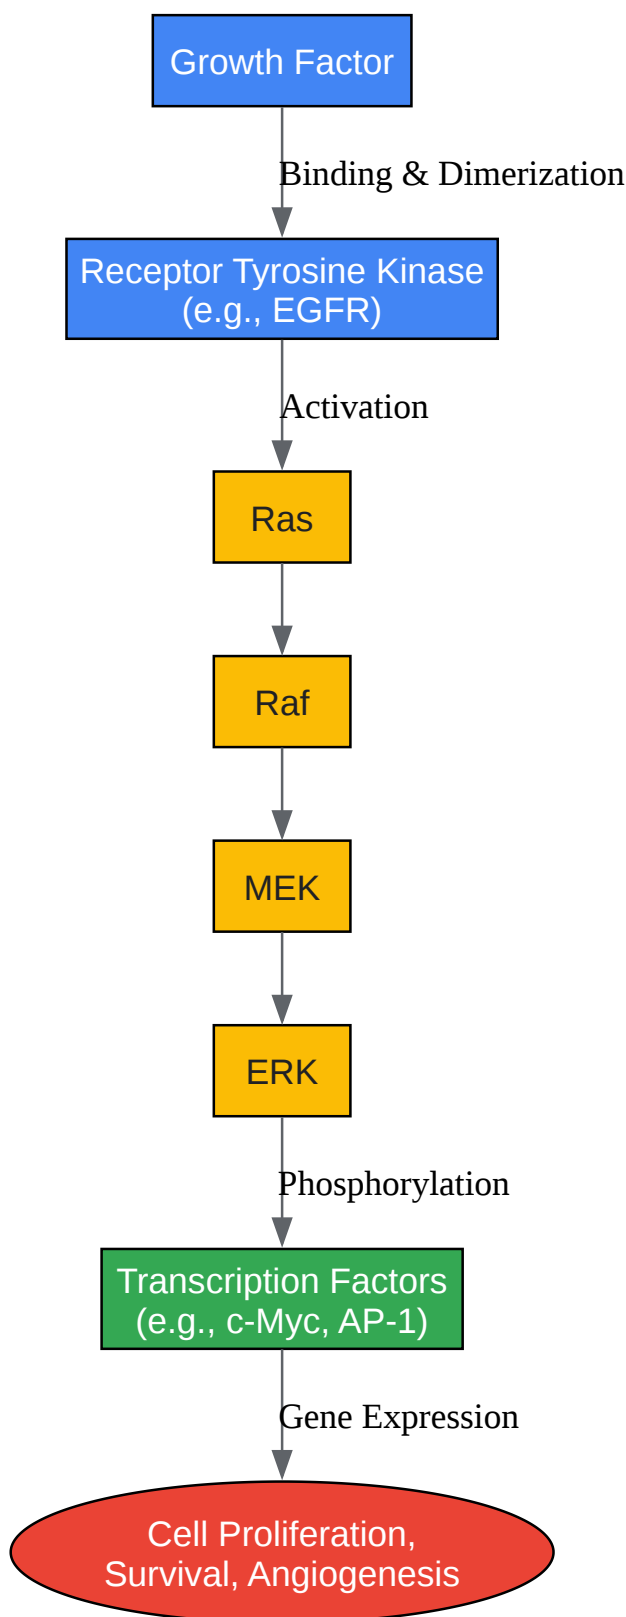 Growth Factor
Binding & Dimerization
Receptor Tyrosine Kinase
(e.g., EGFR)
Activation
Ras
Raf
MEK
ERK
Phosphorylation
Transcription Factors
(e.g., c-Myc, AP-1)
Gene Expression
Cell Proliferation,
Survival, Angiogenesis